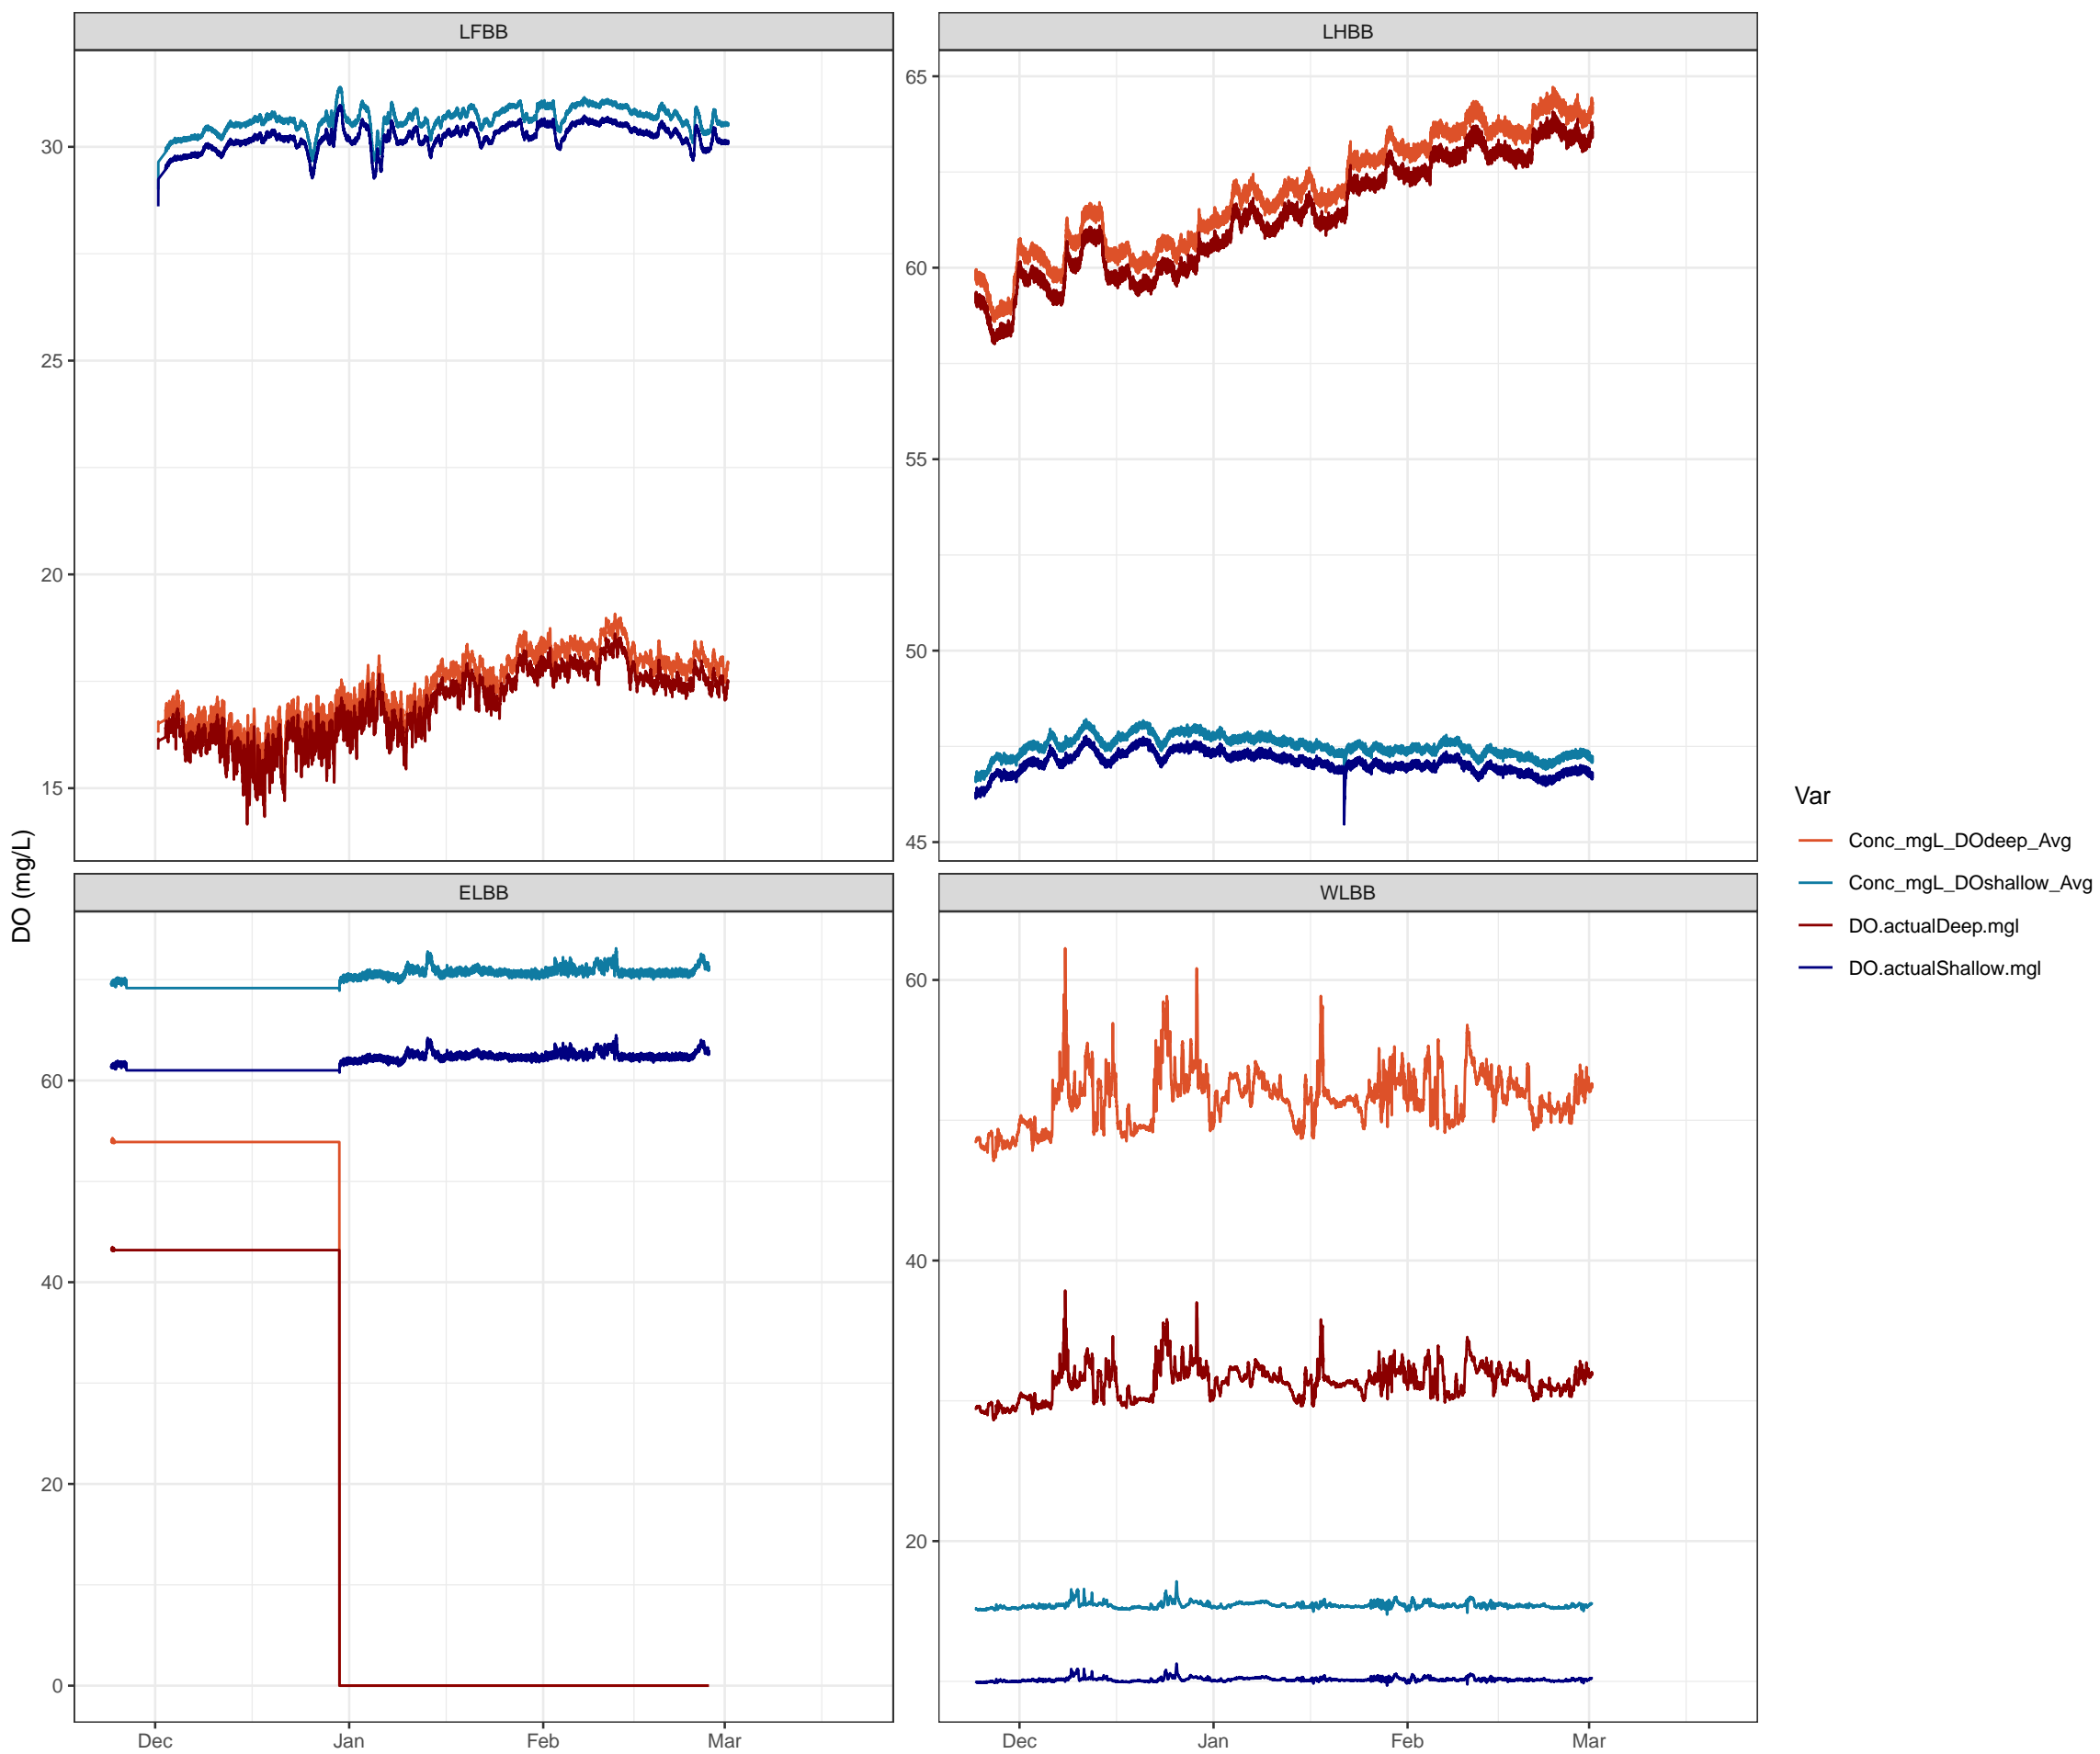 LFBB
LHBB
30
25
20
15
65
60
55
50
45
DO (mg/L)
ELBB
WLBB
60
40
20
0
60
40
20
Dec
Jan
Feb
Mar
Dec
Jan
Feb
Mar
Var
Conc_mgL_DOdeep_Avg
Conc_mgL_DOshallow_Avg
DO.actualDeep.mgl
DO.actualShallow.mgl